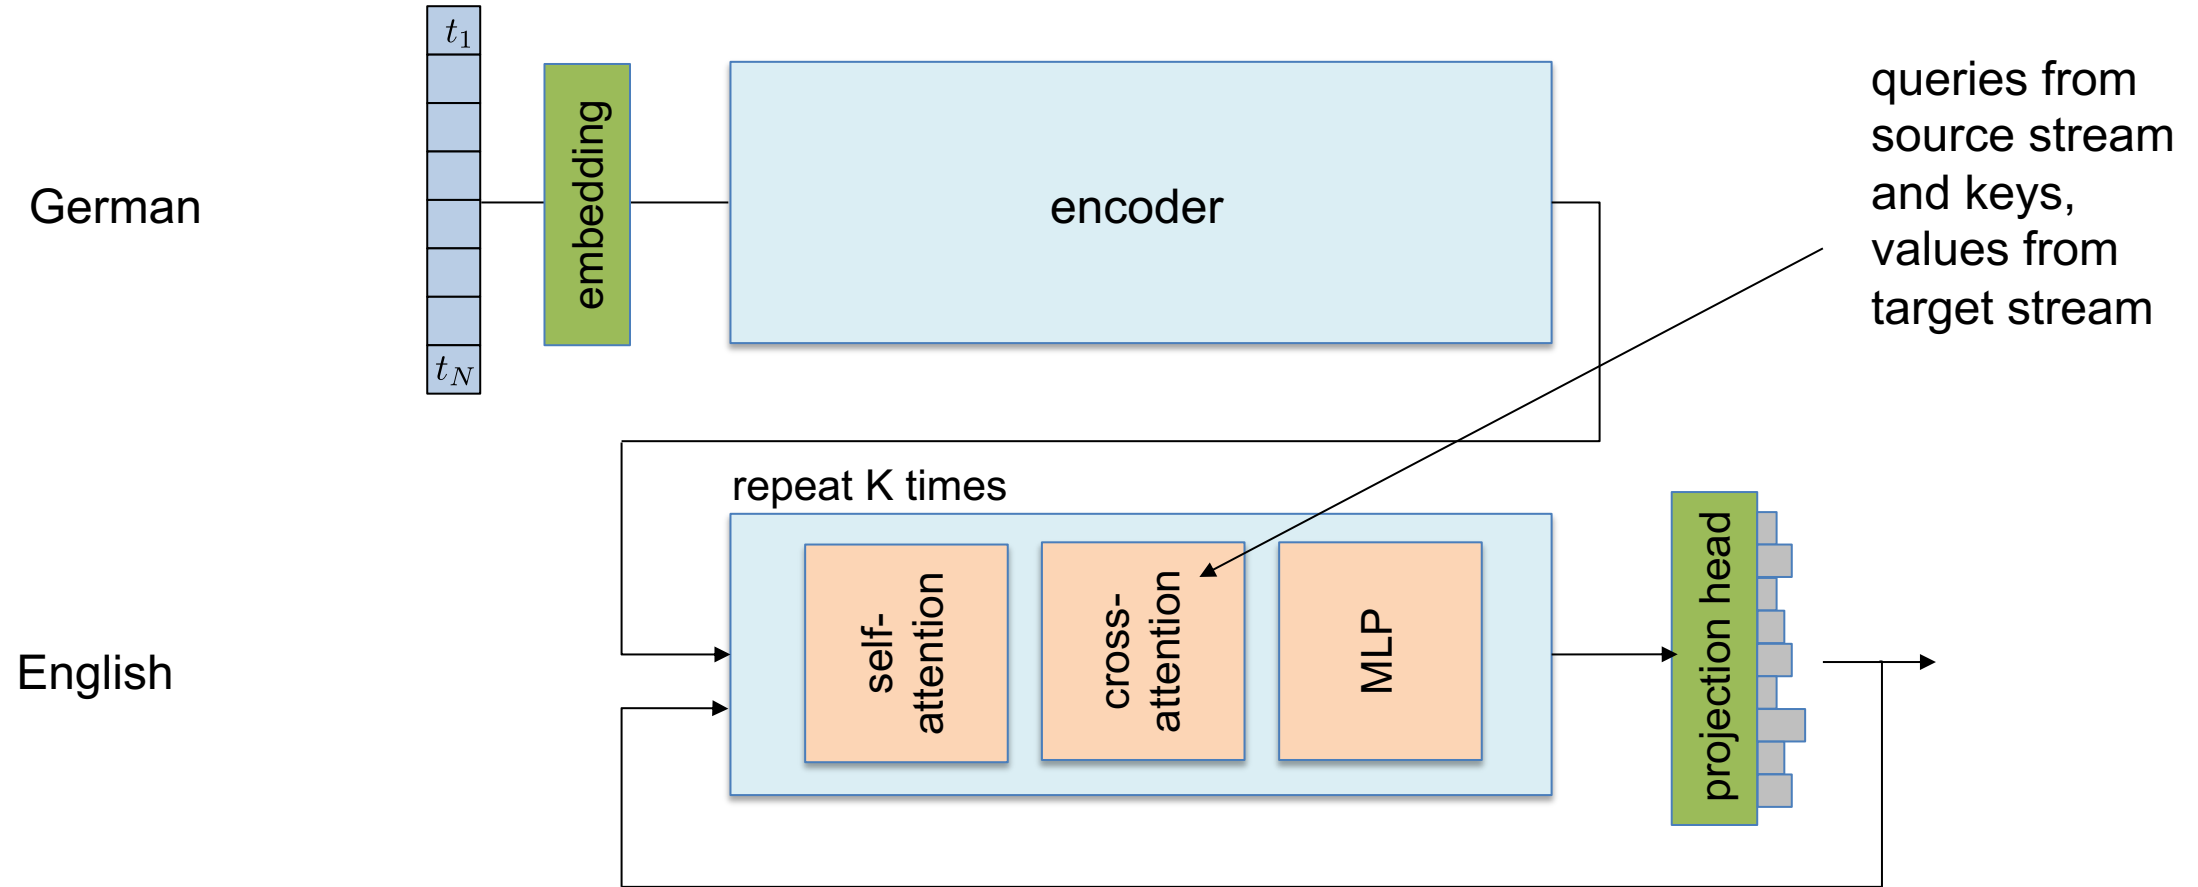 t₁
German
embedding
encoder
queries from
source stream
and keys,
values from
target stream
t_N
repeat K times
English
self-
attention
cross-
attention
MLP
projection head